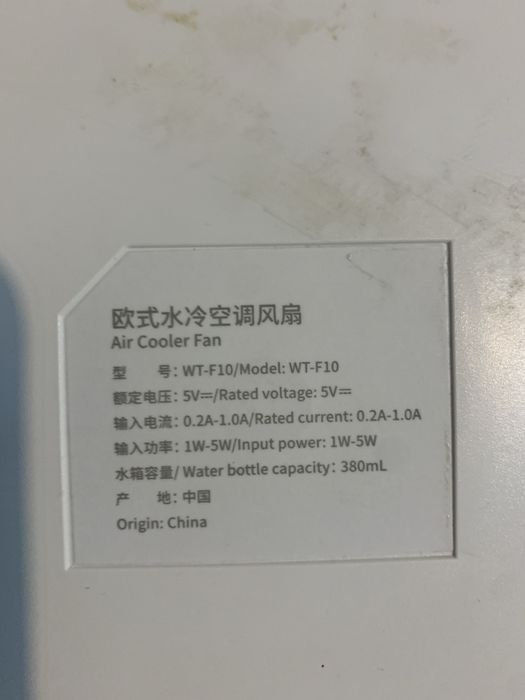 欧式水冷空调风扇
Air Cooler Fan
型 号：WT-F10/Model: WT-F10
额定电压：5V⎓/Rated voltage: 5V⎓
输入电流：0.2A-1.0A/Rated current: 0.2A-1.0A
输入功率：1W-5W/Input power: 1W-5W
水箱容量/ Water bottle capacity：380mL
产 地：中国
Origin: China